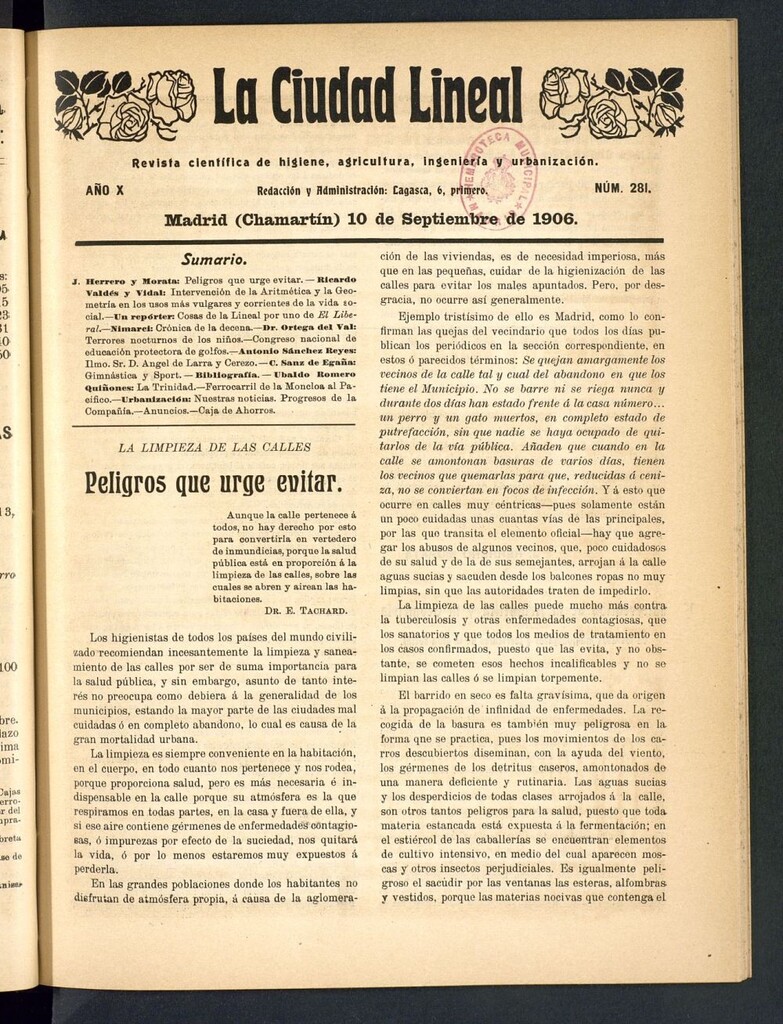 La Ciudad Lineal
Revista científica de higiene, agricultura, ingeniería y urbanización.
AÑO X
Redacción y Administración: Lagasca, 6, primero.
NÚM. 281.
HEMEROTECA MUNICIPAL
Madrid (Chamartín) 10 de Septiembre de 1906.
Sumario.
J. Herrero y Morata: Peligros que urge evitar.—Ricardo
Valdés y Vidal: Intervención de la Aritmética y la Geo-
metría en los usos más vulgares y corrientes de la vida so-
cial.—Un repórter: Cosas de la Lineal por uno de El Libe-
ral.—Nimarci: Crónica de la decena.—Dr. Ortega del Val:
Terrores nocturnos de los niños.—Congreso nacional de
educación protectora de golfos.—Antonio Sánchez Reyes:
Ilmo. Sr. D. Angel de Larra y Cerezo.—C. Sanz de Egaña:
Gimnástica y Sport.—Bibliografía.—Ubaldo Romero
Quiñones: La Trinidad.—Ferrocarril de la Moncloa al Pa-
cífico.—Urbanización: Nuestras noticias. Progresos de la
Compañía.—Anuncios.—Caja de Ahorros.
LA LIMPIEZA DE LAS CALLES
Peligros que urge evitar.
Aunque la calle pertenece á
todos, no hay derecho por esto
para convertirla en vertedero
de inmundicias, porque la salud
pública está en proporción á la
limpieza de las calles, sobre las
cuales se abren y airean las ha-
bitaciones.
DR. E. TACHARD.
Los higienistas de todos los países del mundo civili-
zado recomiendan incesantemente la limpieza y sanea-
miento de las calles por ser de suma importancia para
la salud pública, y sin embargo, asunto de tanto inte-
rés no preocupa como debiera á la generalidad de los
municipios, estando la mayor parte de las ciudades mal
cuidadas ó en completo abandono, lo cual es causa de la
gran mortalidad urbana.
La limpieza es siempre conveniente en la habitación,
en el cuerpo, en todo cuanto nos pertenece y nos rodea,
porque proporciona salud, pero es más necesaria é in-
dispensable en la calle porque su atmósfera es la que
respiramos en todas partes, en la casa y fuera de ella, y
si ese aire contiene gérmenes de enfermedades contagio-
sas, ó impurezas por efecto de la suciedad, nos quitará
la vida, ó por lo menos estaremos muy expuestos á
perderla.
En las grandes poblaciones donde los habitantes no
disfrutan de atmósfera propia, á causa de la aglomera-
ción de las viviendas, es de necesidad imperiosa, más
que en las pequeñas, cuidar de la higienización de las
calles para evitar los males apuntados. Pero, por des-
gracia, no ocurre así generalmente.
Ejemplo tristísimo de ello es Madrid, como lo con-
firman las quejas del vecindario que todos los días pu-
blican los periódicos en la sección correspondiente, en
estos ó parecidos términos: Se quejan amargamente los
vecinos de la calle tal y cual del abandono en que los
tiene el Municipio. No se barre ni se riega nunca y
durante dos días han estado frente á la casa número...
un perro y un gato muertos, en completo estado de
putrefacción, sin que nadie se haya ocupado de qui-
tarlos de la vía pública. Añaden que cuando en la
calle se amontonan basuras de varios días, tienen
los vecinos que quemarlas para que, reducidas á ceni-
za, no se conviertan en focos de infección. Y á esto que
ocurre en calles muy céntricas—pues solamente están
un poco cuidadas unas cuantas vías de las principales,
por las que transita el elemento oficial—hay que agre-
gar los abusos de algunos vecinos, que, poco cuidadosos
de su salud y de la de sus semejantes, arrojan á la calle
aguas sucias y sacuden desde los balcones ropas no muy
limpias, sin que las autoridades traten de impedirlo.
La limpieza de las calles puede mucho más contra
la tuberculosis y otras enfermedades contagiosas, que
los sanatorios y que todos los medios de tratamiento en
los casos confirmados, puesto que las evita, y no obs-
tante, se cometen esos hechos incalificables y no se
limpian las calles ó se limpian torpemente.
El barrido en seco es falta gravísima, que da origen
á la propagación de infinidad de enfermedades. La re-
cogida de la basura es también muy peligrosa en la
forma que se practica, pues los movimientos de los ca-
rros descubiertos diseminan, con la ayuda del viento,
los gérmenes de los detritus caseros, amontonados de
una manera deficiente y rutinaria. Las aguas sucias
y los desperdicios de todas clases arrojados á la calle,
son otros tantos peligros para la salud, puesto que toda
materia estancada está expuesta á la fermentación; en
el estiércol de las caballerías se encuentran elementos
de cultivo intensivo, en medio del cual aparecen mos-
cas y otros insectos perjudiciales. Es igualmente peli-
groso el sacudir por las ventanas las esteras, alfombras
y vestidos, porque las materias nocivas que contenga el